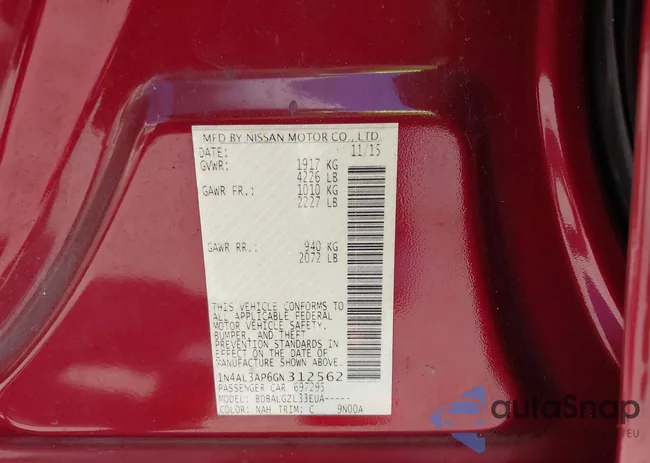 MFD BY NISSAN MOTOR CO., LTD
DATE: 11/15
GVWR: 1917 KG
4226 LB
GAWR FR.: 1010 KG
2227 LB
GAWR RR.: 940 KG
2072 LB
THIS VEHICLE CONFORMS TO
ALL APPLICABLE FEDERAL
MOTOR VEHICLE SAFETY,
BUMPER, AND THEFT
PREVENTION STANDARDS IN
EFFECT ON THE DATE OF
MANUFACTURE SHOWN ABOVE
1N4AL3AP6GN312562
PASSENGER CAR 697295
MODEL: BDBALGZL33EUA-----
COLOR: NAH TRIM: C 9N00A
autaSnap